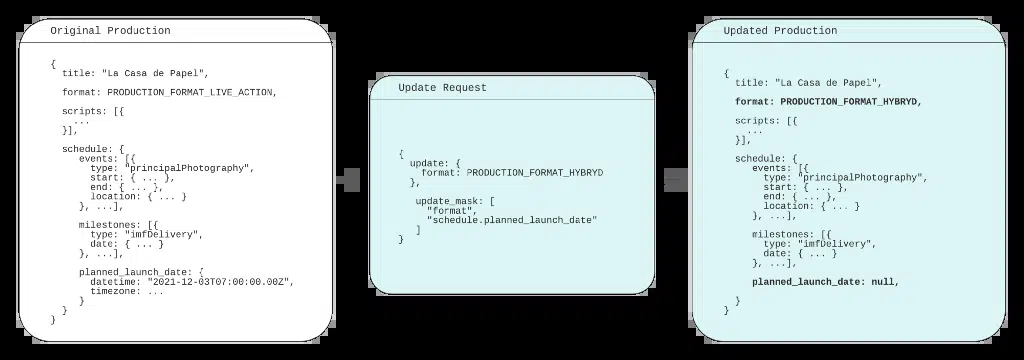 Original Production
{
title: "La Casa de Papel",
format: PRODUCTION_FORMAT_LIVE_ACTION,
scripts: [{
...
}],
schedule: {
events: [{
type: "principalPhotography",
start: { ... },
end: { ... },
location: { ... }
}, ...],
milestones: [{
type: "imfDelivery",
date: { ... }
}, ...],
planned_launch_date: {
datetime: "2021-12-03T07:00:00.00Z",
timezone: ...
}
}
}
Update Request
{
update: {
format: PRODUCTION_FORMAT_HYBRYD
},
update_mask: [
"format",
"schedule.planned_launch_date"
]
}
Updated Production
{
title: "La Casa de Papel",
format: PRODUCTION_FORMAT_HYBRYD,
scripts: [{
...
}],
schedule: {
events: [{
type: "principalPhotography",
start: { ... },
end: { ... },
location: { ... }
}, ...],
milestones: [{
type: "imfDelivery",
date: { ... }
}, ...],
planned_launch_date: null,
}
}